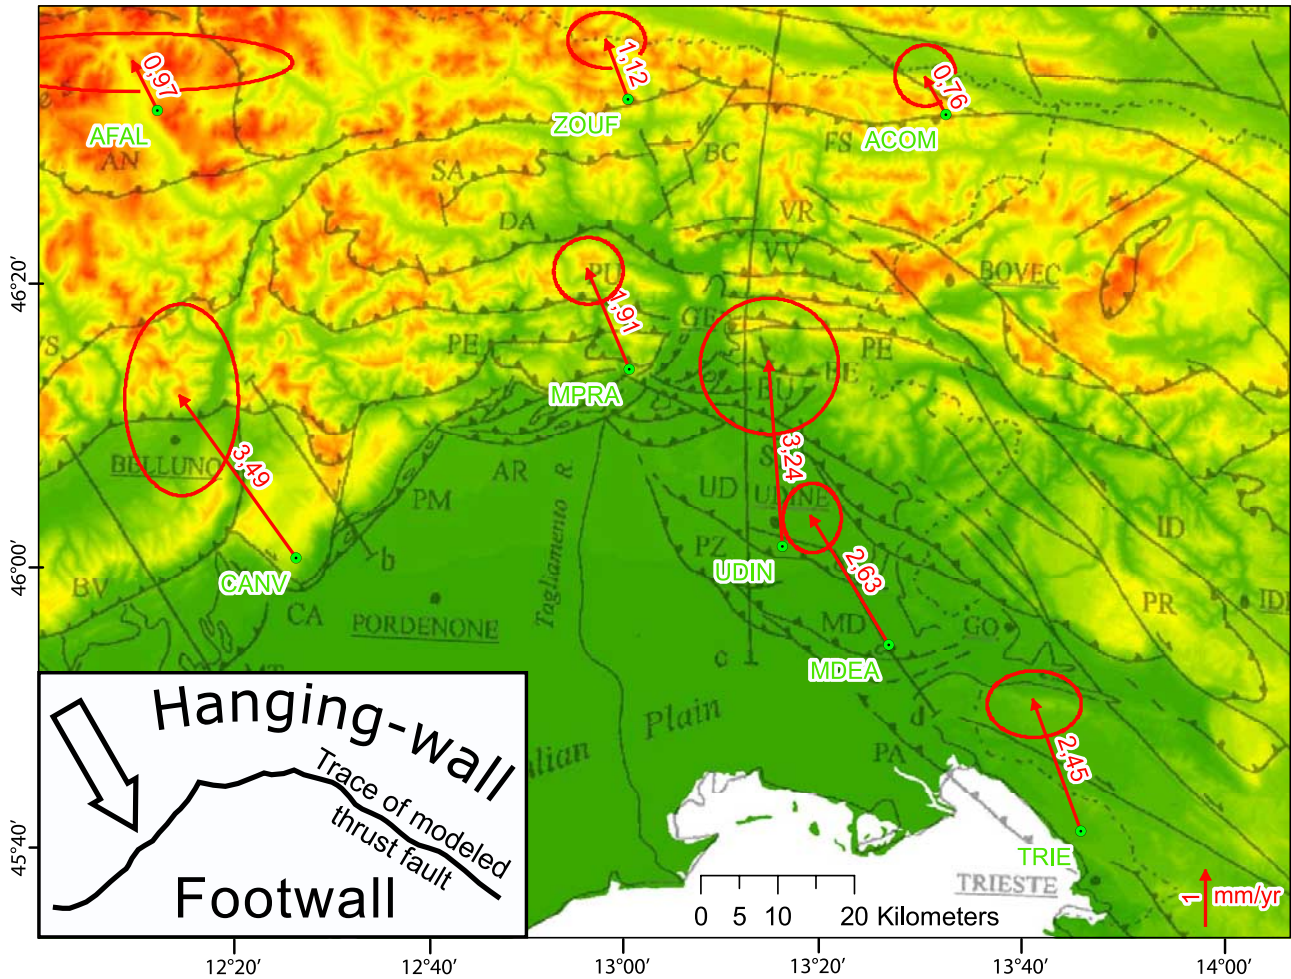 0,97
AFAL
AN
1,12
ZOUF
0,76
ACOM
FS
BC
SA
DA
VR
VV
BOVEC
46°20'
PU
1,91
MPRA
PE
PE
BU
3,49
BELLUNO
CANV
AR
PM
Togliamento R
b
3,24
UD
UDINE
PZ
UDIN
2,63
MD
MDEA
GO
ID
PR
46°00'
BV
CA
PORDENONE
c
d
Plain
PA
2,45
TRIE
TRIESTE
45°40'
Hanging-wall
Trace of modeled
thrust fault
Footwall
0 5 10 20 Kilometers
1 mm/yr
12°20' 12°40' 13°00' 13°20' 13°40' 14°00'